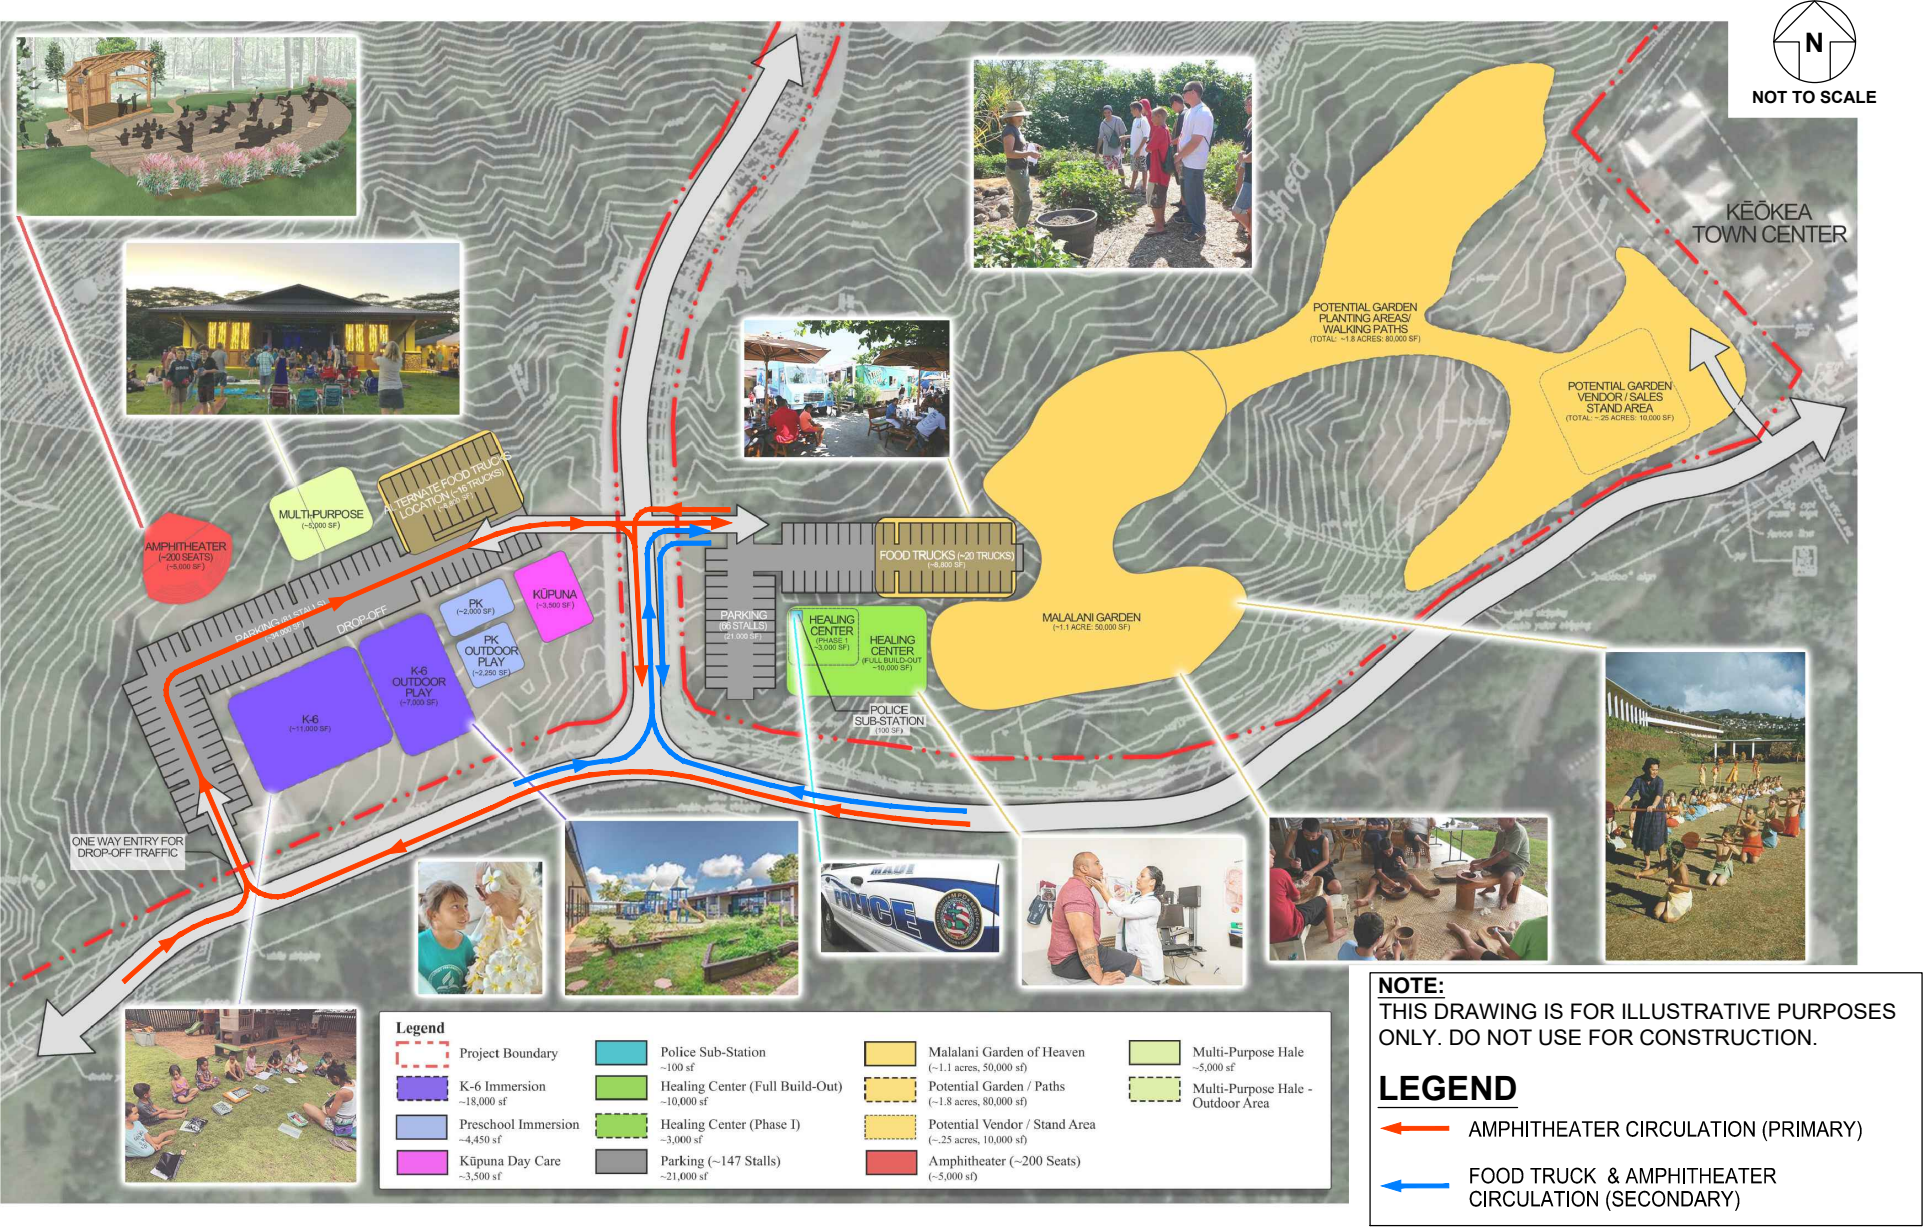 N
NOT TO SCALE
KĒŌKEA
TOWN CENTER
POTENTIAL GARDEN
PLANTING AREAS/
WALKING PATHS
(TOTAL: ~1.8 ACRES: 80,000 SF)
POTENTIAL GARDEN
VENDOR / SALES
STAND AREA
(TOTAL: ~.25 ACRES: 10,000 SF)
ALTERNATE FOOD TRUCKS
LOCATION (~16 TRUCKS)
MULTI-PURPOSE
(~5,000 SF)
AMPHITHEATER
(~200 SEATS)
(~5,000 SF)
FOOD TRUCKS (~20 TRUCKS)
(~8,800 SF)
KŪPUNA
(~3,500 SF)
PK
(~2,000 SF)
PARKING (81 STALLS)
(~34,000 SF)
DROP-OFF
PK
OUTDOOR
PLAY
(~2,250 SF)
PARKING
(66 STALLS)
(21,000 SF)
HEALING
CENTER
(PHASE 1
~3,000 SF)
HEALING
CENTER
(FULL BUILD-OUT
~10,000 SF)
MALALANI GARDEN
(~1.1 ACRE: 50,000 SF)
K-6
OUTDOOR
PLAY
(~7,000 SF)
K-6
(~11,000 SF)
POLICE
SUB-STATION
(100 SF)
ONE WAY ENTRY FOR
DROP-OFF TRAFFIC
MAUI
POLICE
Legend
Project Boundary
K-6 Immersion
~18,000 sf
Preschool Immersion
~4,450 sf
Kūpuna Day Care
~3,500 sf
Police Sub-Station
~100 sf
Healing Center (Full Build-Out)
~10,000 sf
Healing Center (Phase I)
~3,000 sf
Parking (~147 Stalls)
~21,000 sf
Malalani Garden of Heaven
(~1.1 acres, 50,000 sf)
Potential Garden / Paths
(~1.8 acres, 80,000 sf)
Potential Vendor / Stand Area
(~.25 acres, 10,000 sf)
Amphitheater (~200 Seats)
(~5,000 sf)
Multi-Purpose Hale
~5,000 sf
Multi-Purpose Hale -
Outdoor Area
NOTE:
THIS DRAWING IS FOR ILLUSTRATIVE PURPOSES
ONLY. DO NOT USE FOR CONSTRUCTION.
LEGEND
AMPHITHEATER CIRCULATION (PRIMARY)
FOOD TRUCK & AMPHITHEATER
CIRCULATION (SECONDARY)